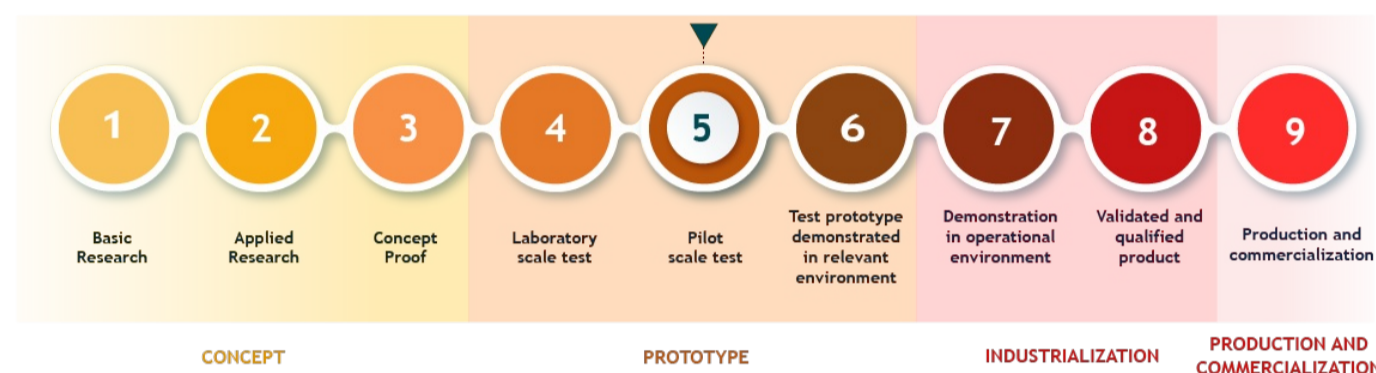 1
2
3
4
5
6
7
8
9
Basic
Research
Applied
Research
Concept
Proof
Laboratory
scale test
Pilot
scale test
Test prototype
demonstrated
in relevant
environment
Demonstration
in operational
environment
Validated and
qualified
product
Production and
commercialization
CONCEPT
PROTOTYPE
INDUSTRIALIZATION
PRODUCTION AND
COMMERCIALIZATION